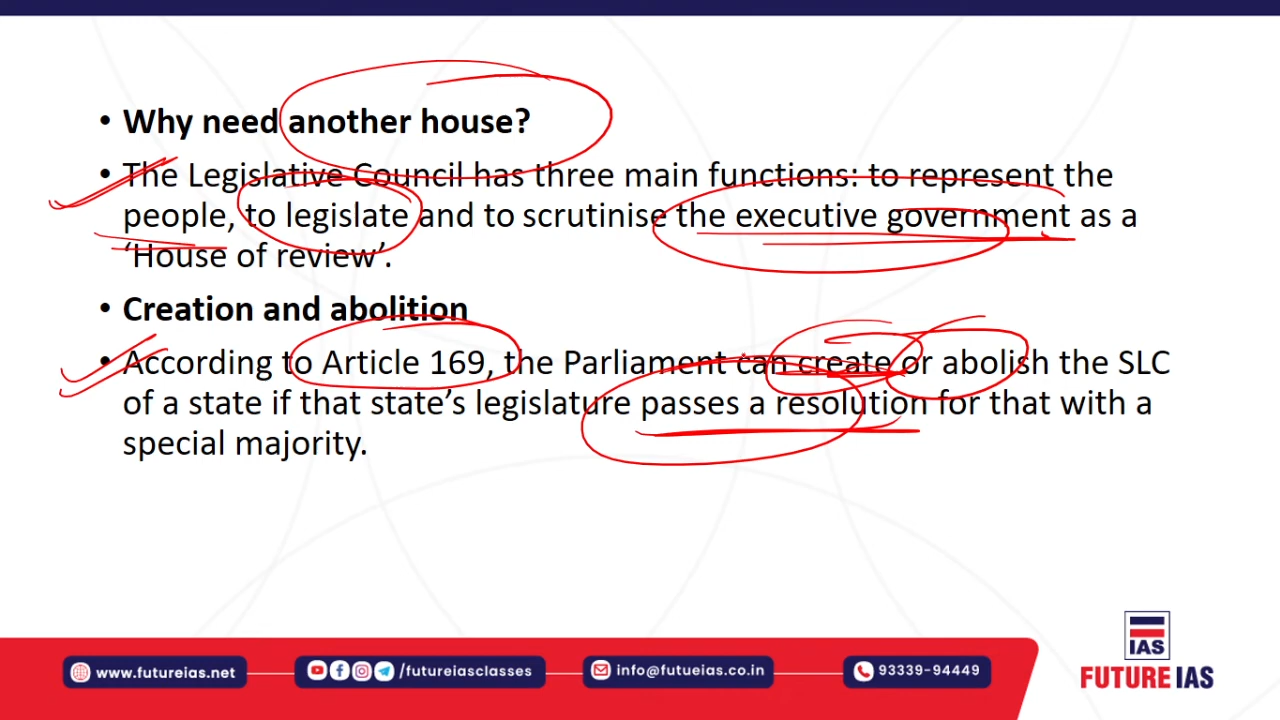 • Why need another house?
• The Legislative Council has three main functions: to represent the
people, to legislate and to scrutinise the executive government as a
‘House of review’.
• Creation and abolition
• According to Article 169, the Parliament can create or abolish the SLC
of a state if that state’s legislature passes a resolution for that with a
special majority.
IAS
FUTURE IAS
www.futureias.net
/futureiasclasses
info@futueias.co.in
93339-94449